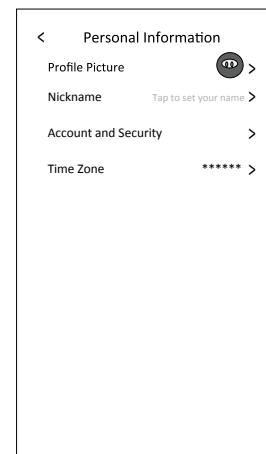 < Personal Information
Profile Picture >
Nickname Tap to set your name >
Account and Security >
Time Zone ****** >